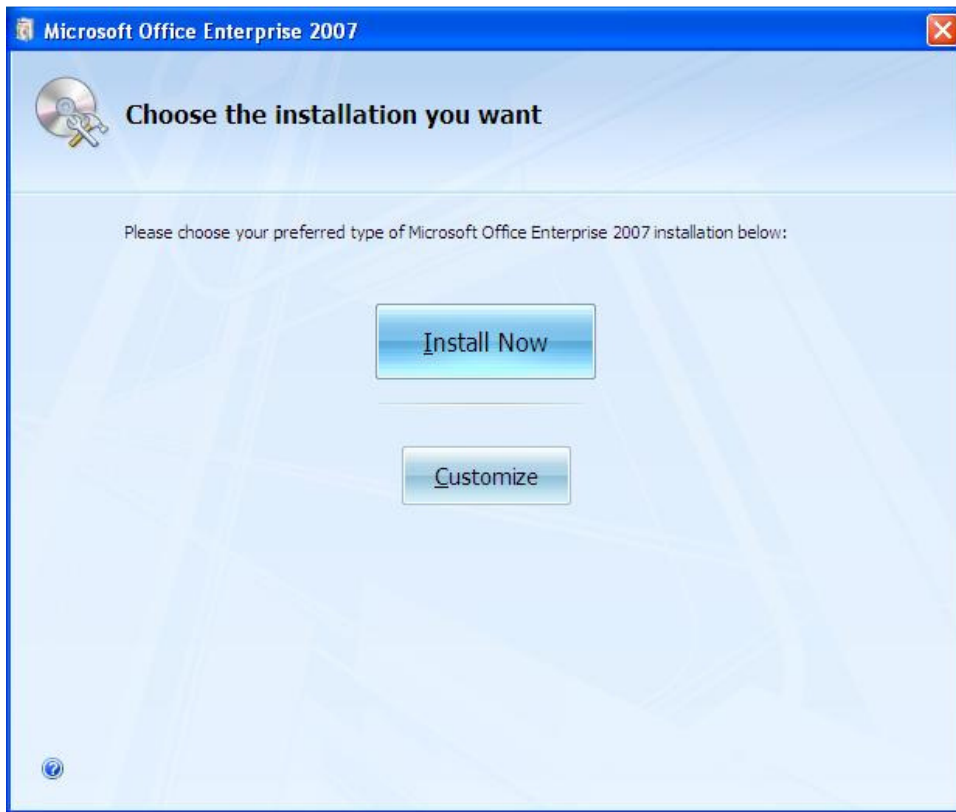 Microsoft Office Enterprise 2007
Choose the installation you want
Please choose your preferred type of Microsoft Office Enterprise 2007 installation below:
Install Now
Customize
?